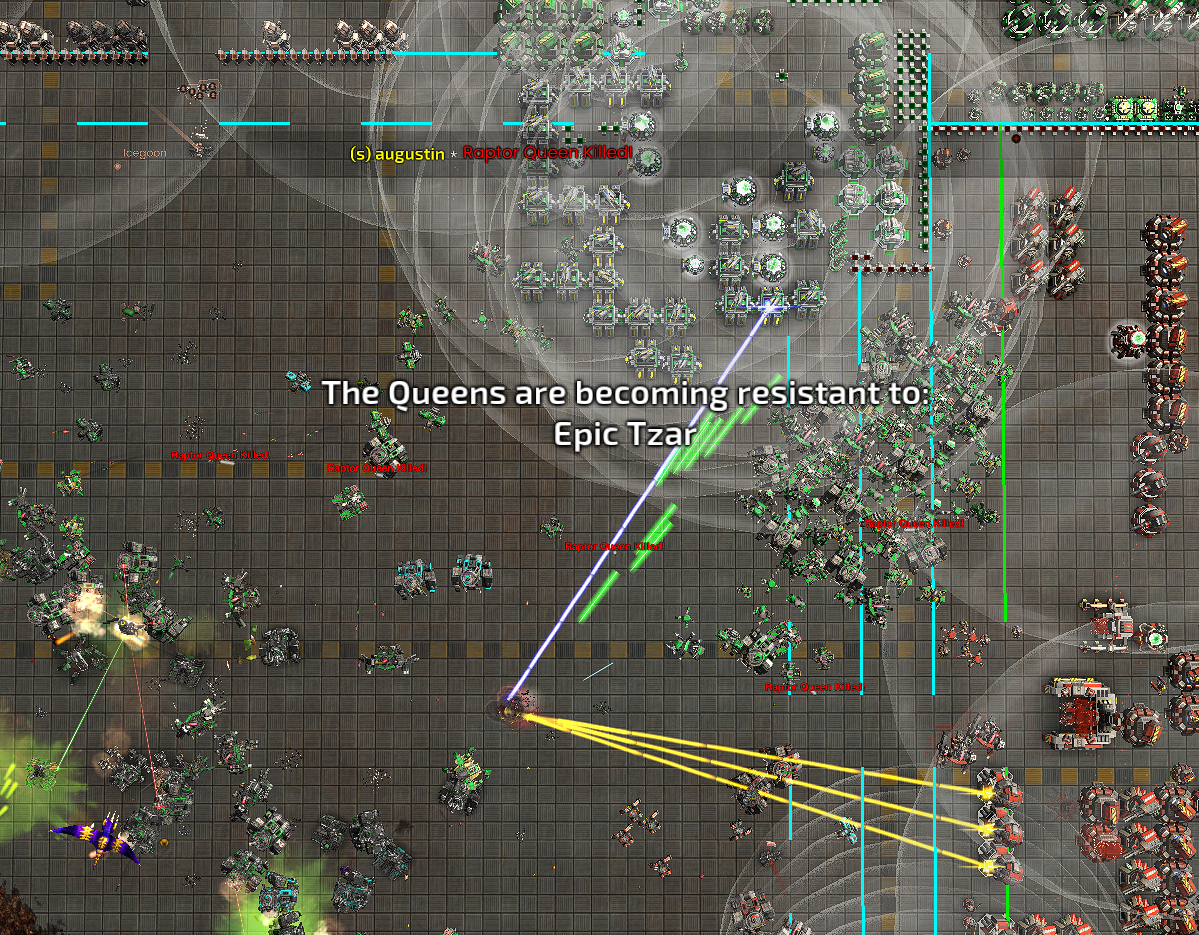 Icegoon
(s) augustin * Raptor Queen Killed!
The Queens are becoming resistant to:
Epic Tzar
Raptor Queen Killed!
Raptor Queen Killed!
Raptor Queen Killed!
Raptor Queen Killed!
Raptor Queen Killed!